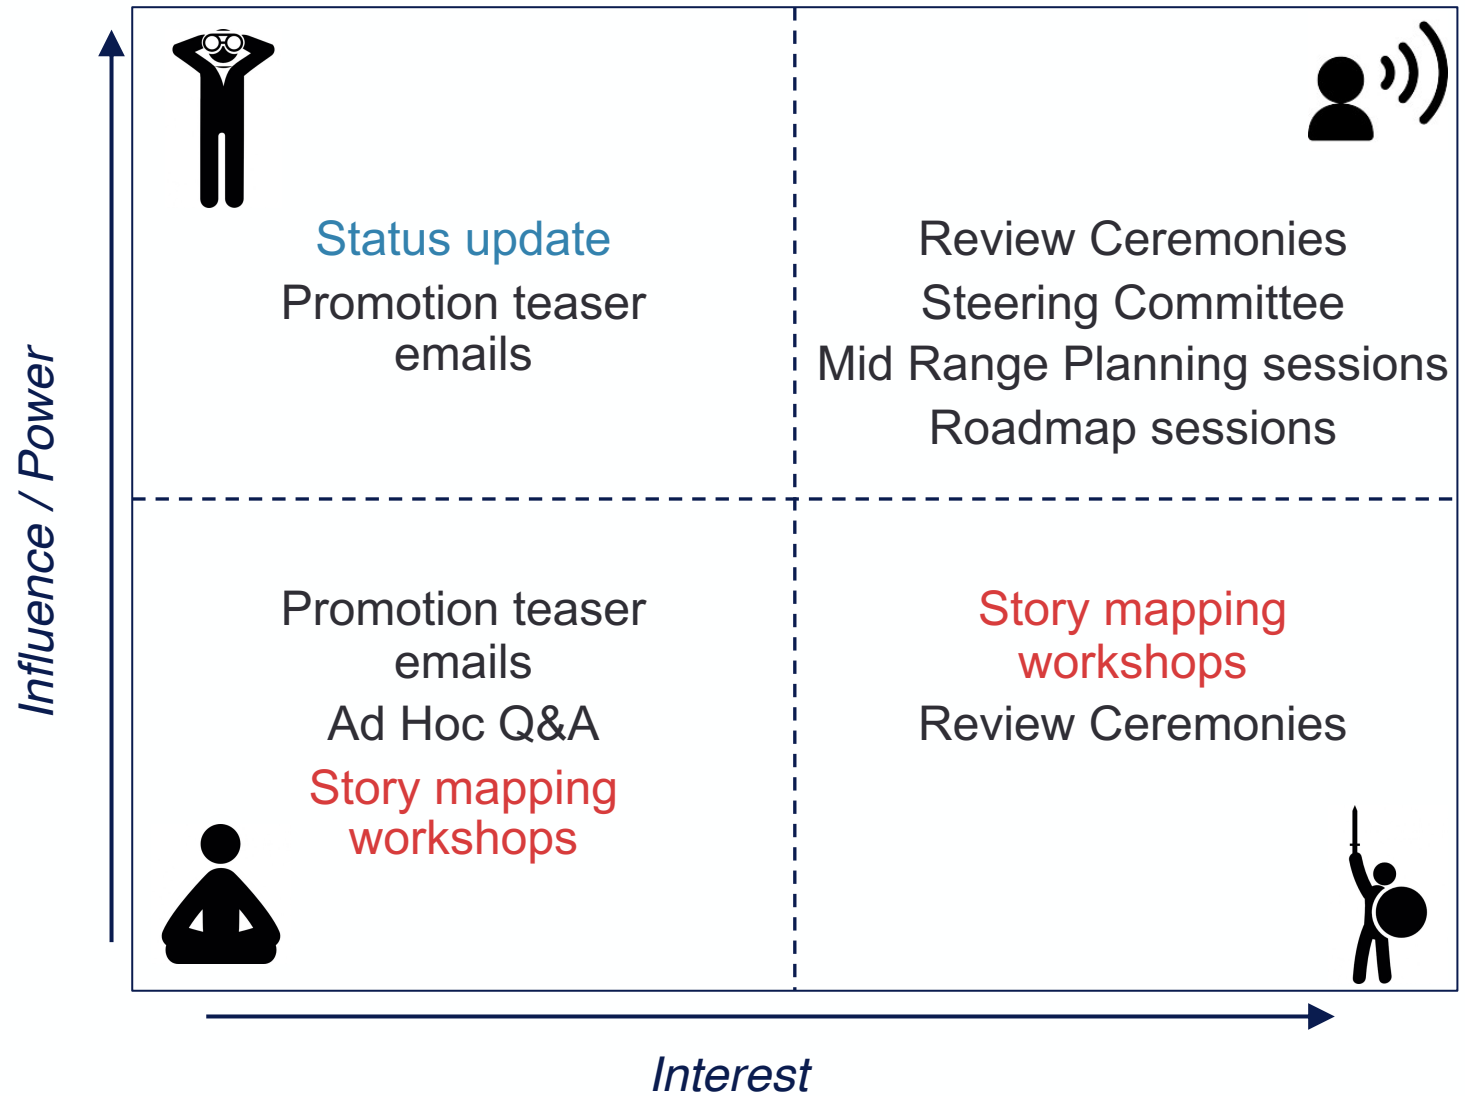 Status update
Promotion teaser
emails
Review Ceremonies
Steering Committee
Mid Range Planning sessions
Roadmap sessions
Influence / Power
Promotion teaser
emails
Ad Hoc Q&A
Story mapping
workshops
Story mapping
workshops
Review Ceremonies
Interest